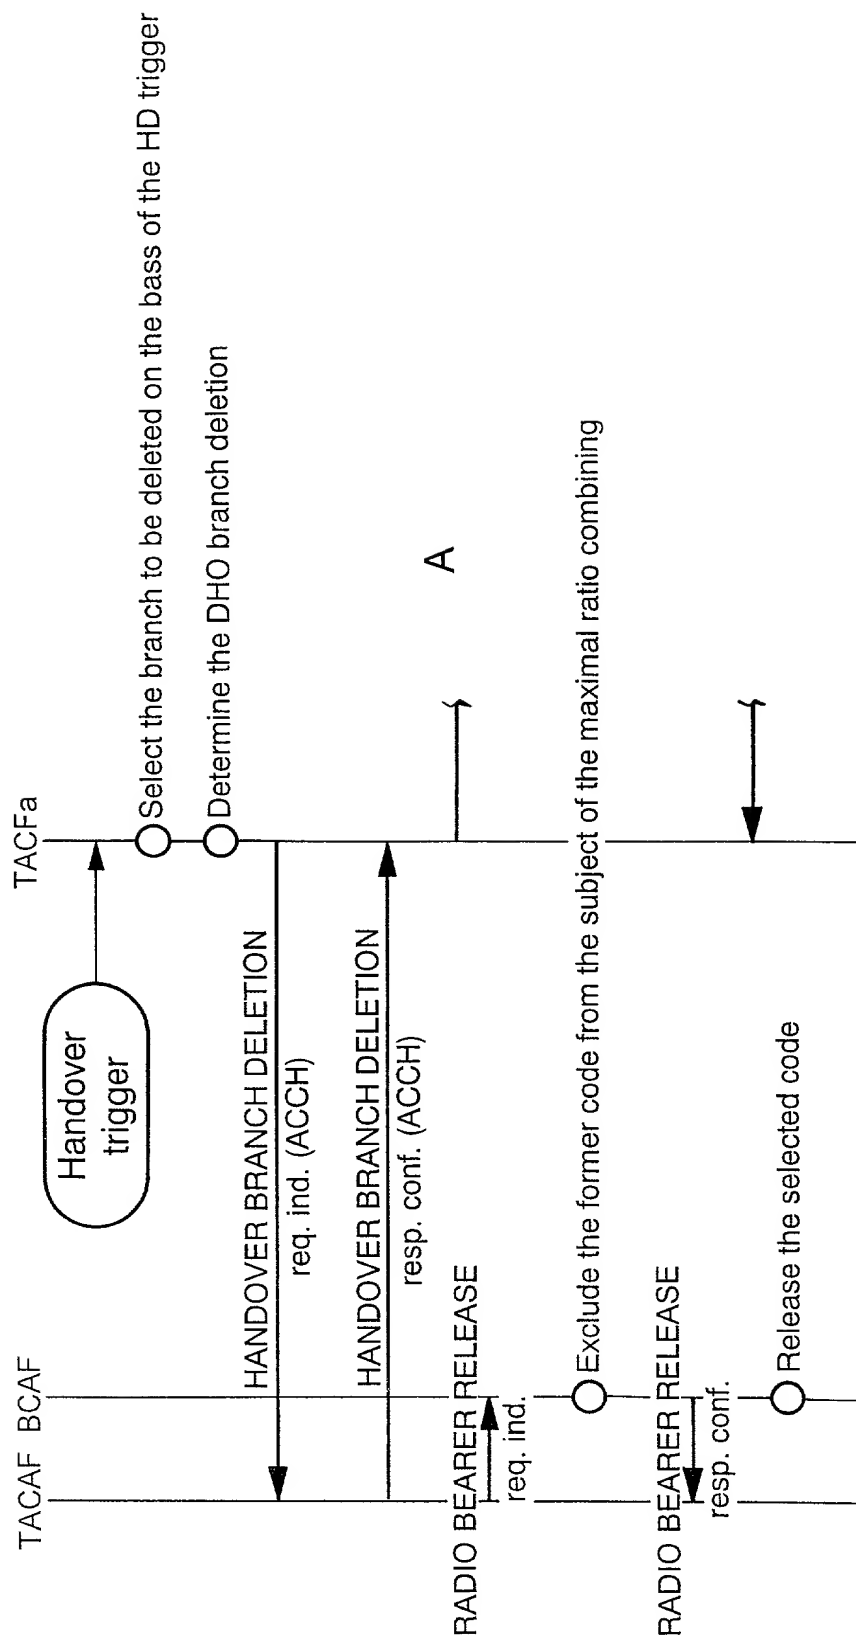 TACAF BCAF
TACFa
Handover
trigger
Select the branch to be deleted on the bass of the HD trigger
Determine the DHO branch deletion
HANDOVER BRANCH DELETION
req. ind. (ACCH)
HANDOVER BRANCH DELETION
resp. conf. (ACCH)
A
RADIO BEARER RELEASE
req. ind.
Exclude the former code from the subject of the maximal ratio combining
RADIO BEARER RELEASE
resp. conf.
Release the selected code